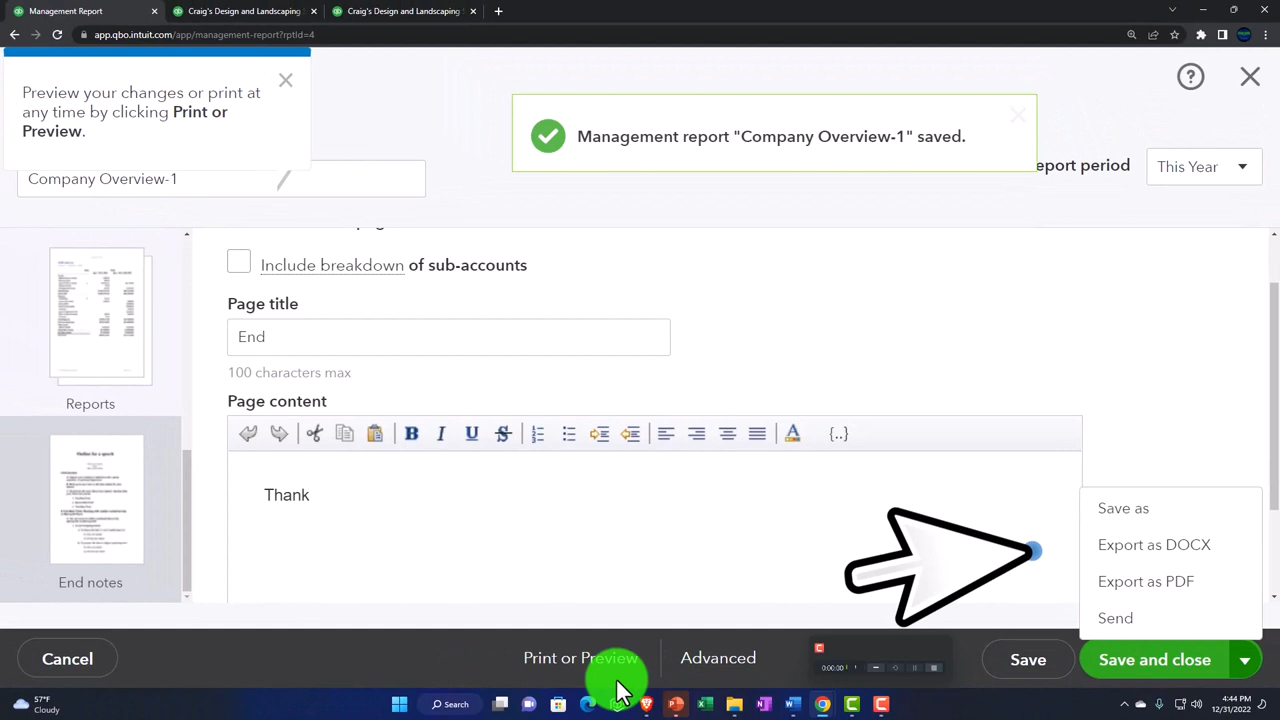 Management Report
Craig's Design and Landscaping S
Craig's Design and Landscaping S
app.qbo.intuit.com/app/management-report?rptId=4
Preview your changes or print at
any time by clicking Print or
Preview.
Management report "Company Overview-1" saved.
eport period
This Year
Company Overview-1
Include breakdown of sub-accounts
Page title
End
100 characters max
Reports
Page content
B I U S {..}
Thank
Save as
Export as DOCX
Export as PDF
Send
End notes
Cancel
Print or Preview
Advanced
0:00:00
Save
Save and close
57°F
Cloudy
Search
4:44 PM
12/31/2022